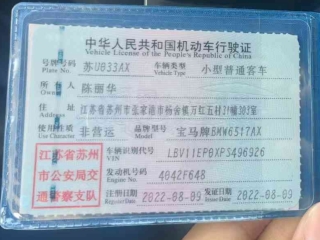 中华人民共和国机动车行驶证
Vehicle License of the People's Republic of China
号牌号码 苏U833AX 车辆类型 小型普通客车
Plate No. Vehicle Type
所有人 陈丽华
Owner
住址 江苏省苏州市张家港市杨舍镇万红五村21幢302室
Address
使用性质 非营运 品牌型号 宝马牌BMW6517AX
Use Character Model
江苏省苏州
市公安局交
通警察支队
车辆识别代号 LBV11EP0XPS496926
VIN
发动机号码 4042F648
Engine No.
注册日期 2022-08-09 发证日期 2022-08-09
Register Date Issue Date